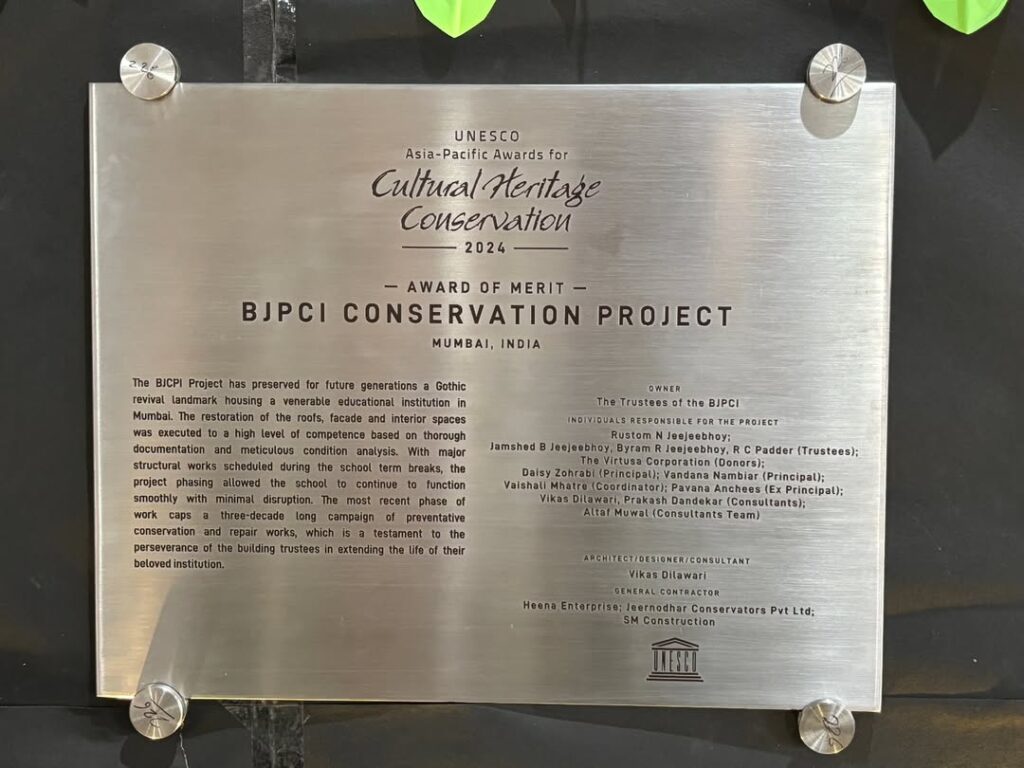 UNESCO
Asia-Pacific Awards for
Cultural Heritage
Conservation
2024
— AWARD OF MERIT —
BJPCI CONSERVATION PROJECT
MUMBAI, INDIA
The BJCPI Project has preserved for future generations a Gothic
revival landmark housing a venerable educational institution in
Mumbai. The restoration of the roofs, facade and interior spaces
was executed to a high level of competence based on thorough
documentation and meticulous condition analysis. With major
structural works scheduled during the school term breaks, the
project phasing allowed the school to continue to function
smoothly with minimal disruption. The most recent phase of
work caps a three-decade long campaign of preventative
conservation and repair works, which is a testament to the
perseverance of the building trustees in extending the life of their
beloved institution.
OWNER
The Trustees of the BJPCI
INDIVIDUALS RESPONSIBLE FOR THE PROJECT
Rustom N Jeejeebhoy;
Jamshed B Jeejeebhoy, Byram R Jeejeebhoy, R C Padder (Trustees);
The Virtusa Corporation (Donors);
Daisy Zohrabi (Principal); Vandana Nambiar (Principal);
Vaishali Mhatre (Coordinator); Pavana Anchees (Ex Principal);
Vikas Dilawari, Prakash Dandekar (Consultants);
Altaf Muwal (Consultants Team)
ARCHITECT/DESIGNER/CONSULTANT
Vikas Dilawari
GENERAL CONTRACTOR
Heena Enterprise; Jeernodhar Conservators Pvt Ltd;
SM Construction
UNESCO